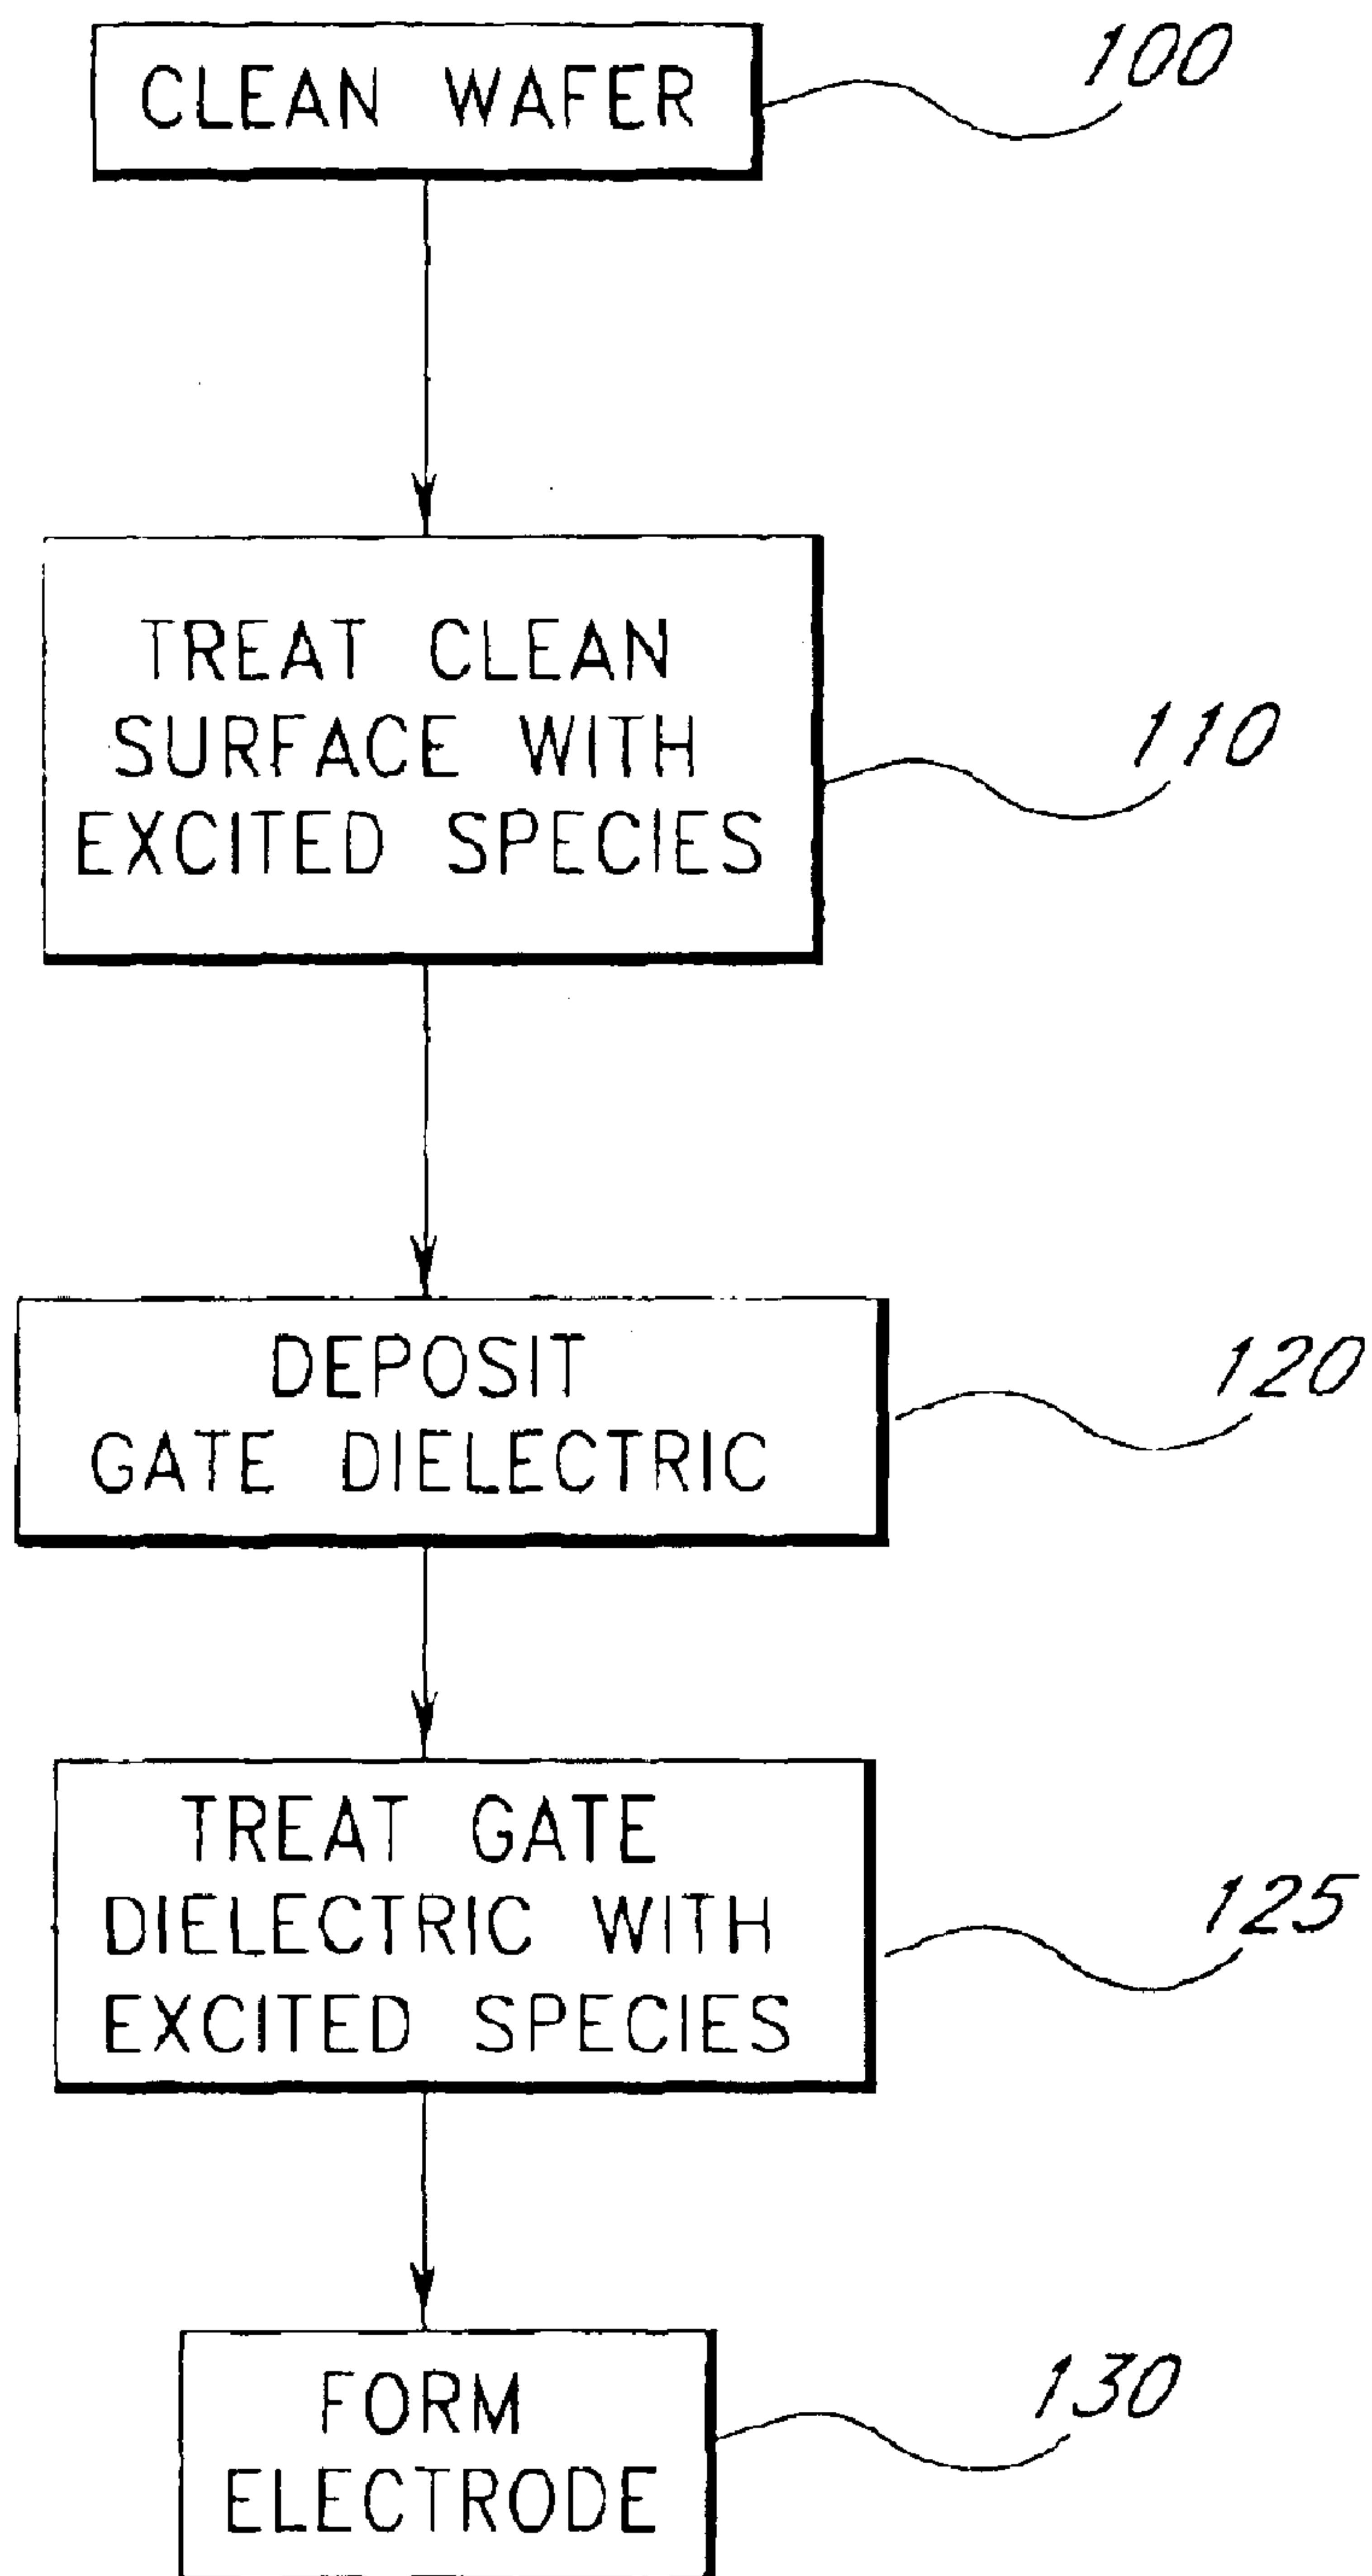 CLEAN WAFER
100
TREAT CLEAN
SURFACE WITH
EXCITED SPECIES
110
DEPOSIT
GATE DIELECTRIC
120
TREAT GATE
DIELECTRIC WITH
EXCITED SPECIES
125
FORM
ELECTRODE
130